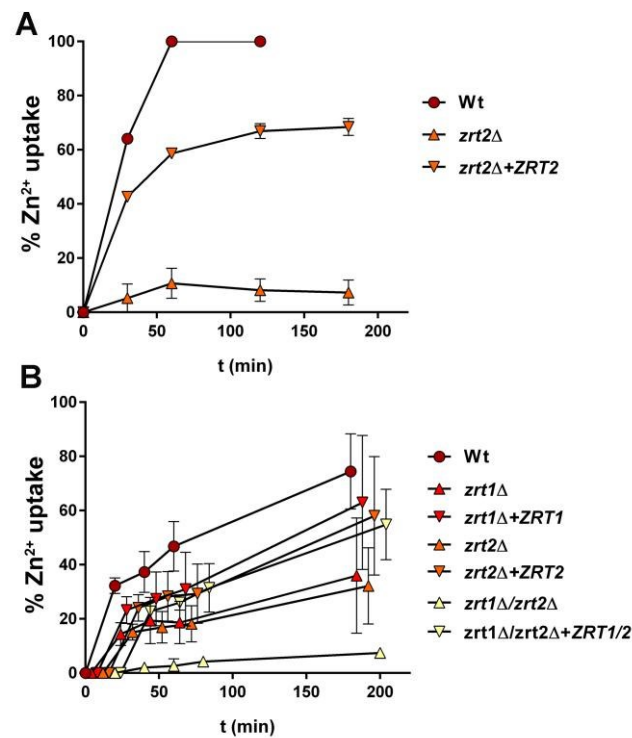 A
100
80
60
40
20
0
% Zn²⁺ uptake
0 50 100 150 200
t (min)
Wt
zrt2Δ
zrt2Δ+ZRT2
B
100
80
60
40
20
0
% Zn²⁺ uptake
0 50 100 150 200
t (min)
Wt
zrt1Δ
zrt1Δ+ZRT1
zrt2Δ
zrt2Δ+ZRT2
zrt1Δ/zrt2Δ
zrt1Δ/zrt2Δ+ZRT1/2